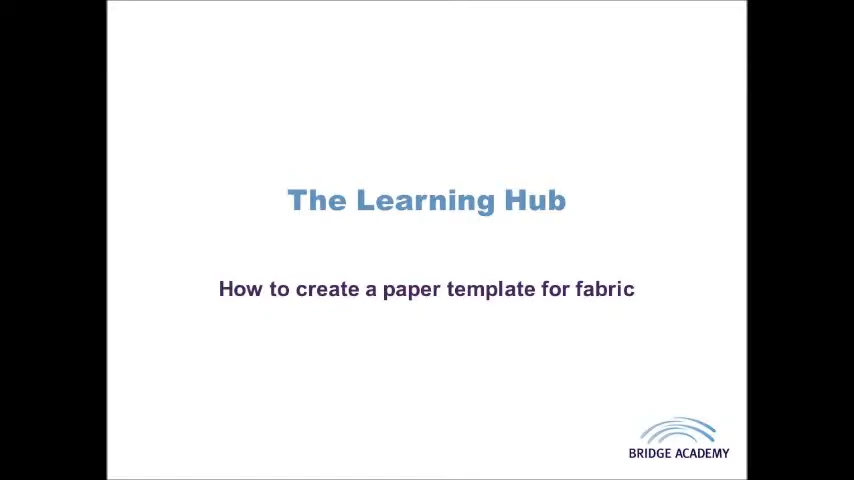 The Learning Hub
How to create a paper template for fabric
BRIDGE ACADEMY